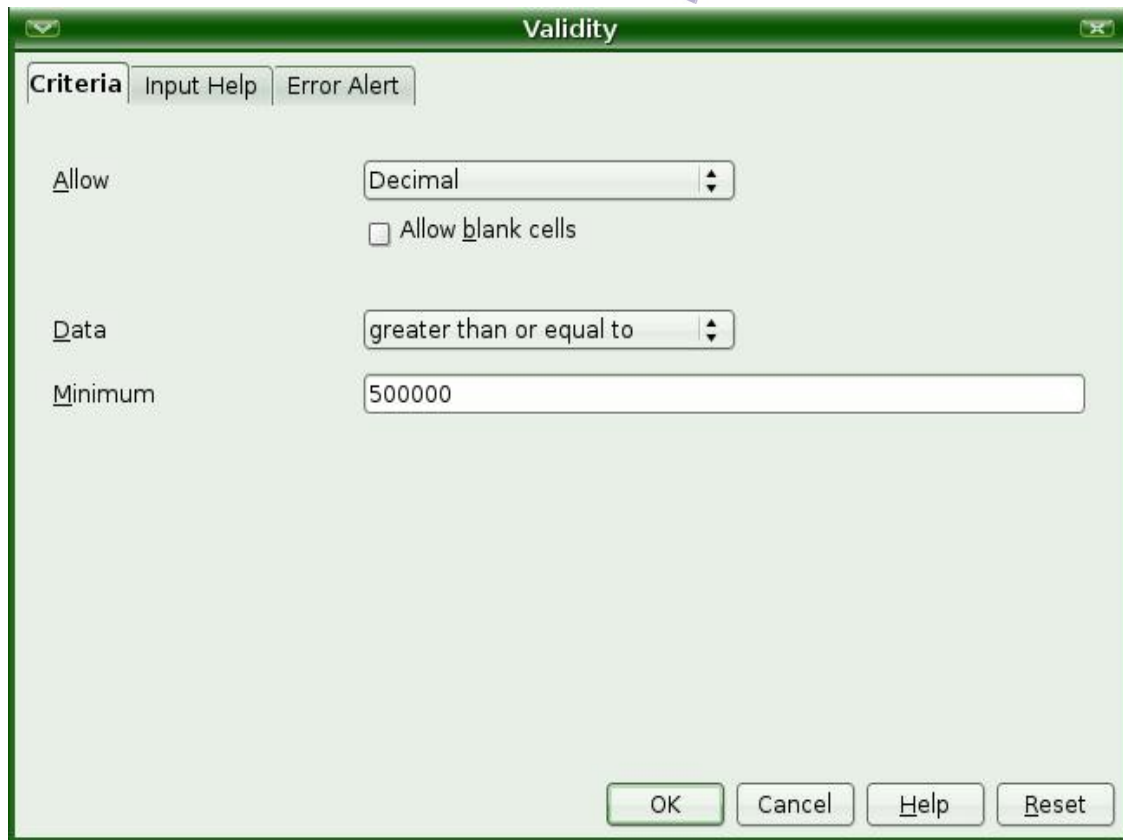 Validity
Criteria Input Help Error Alert
Allow Decimal
Allow blank cells
Data greater than or equal to
Minimum 500000
OK Cancel Help Reset